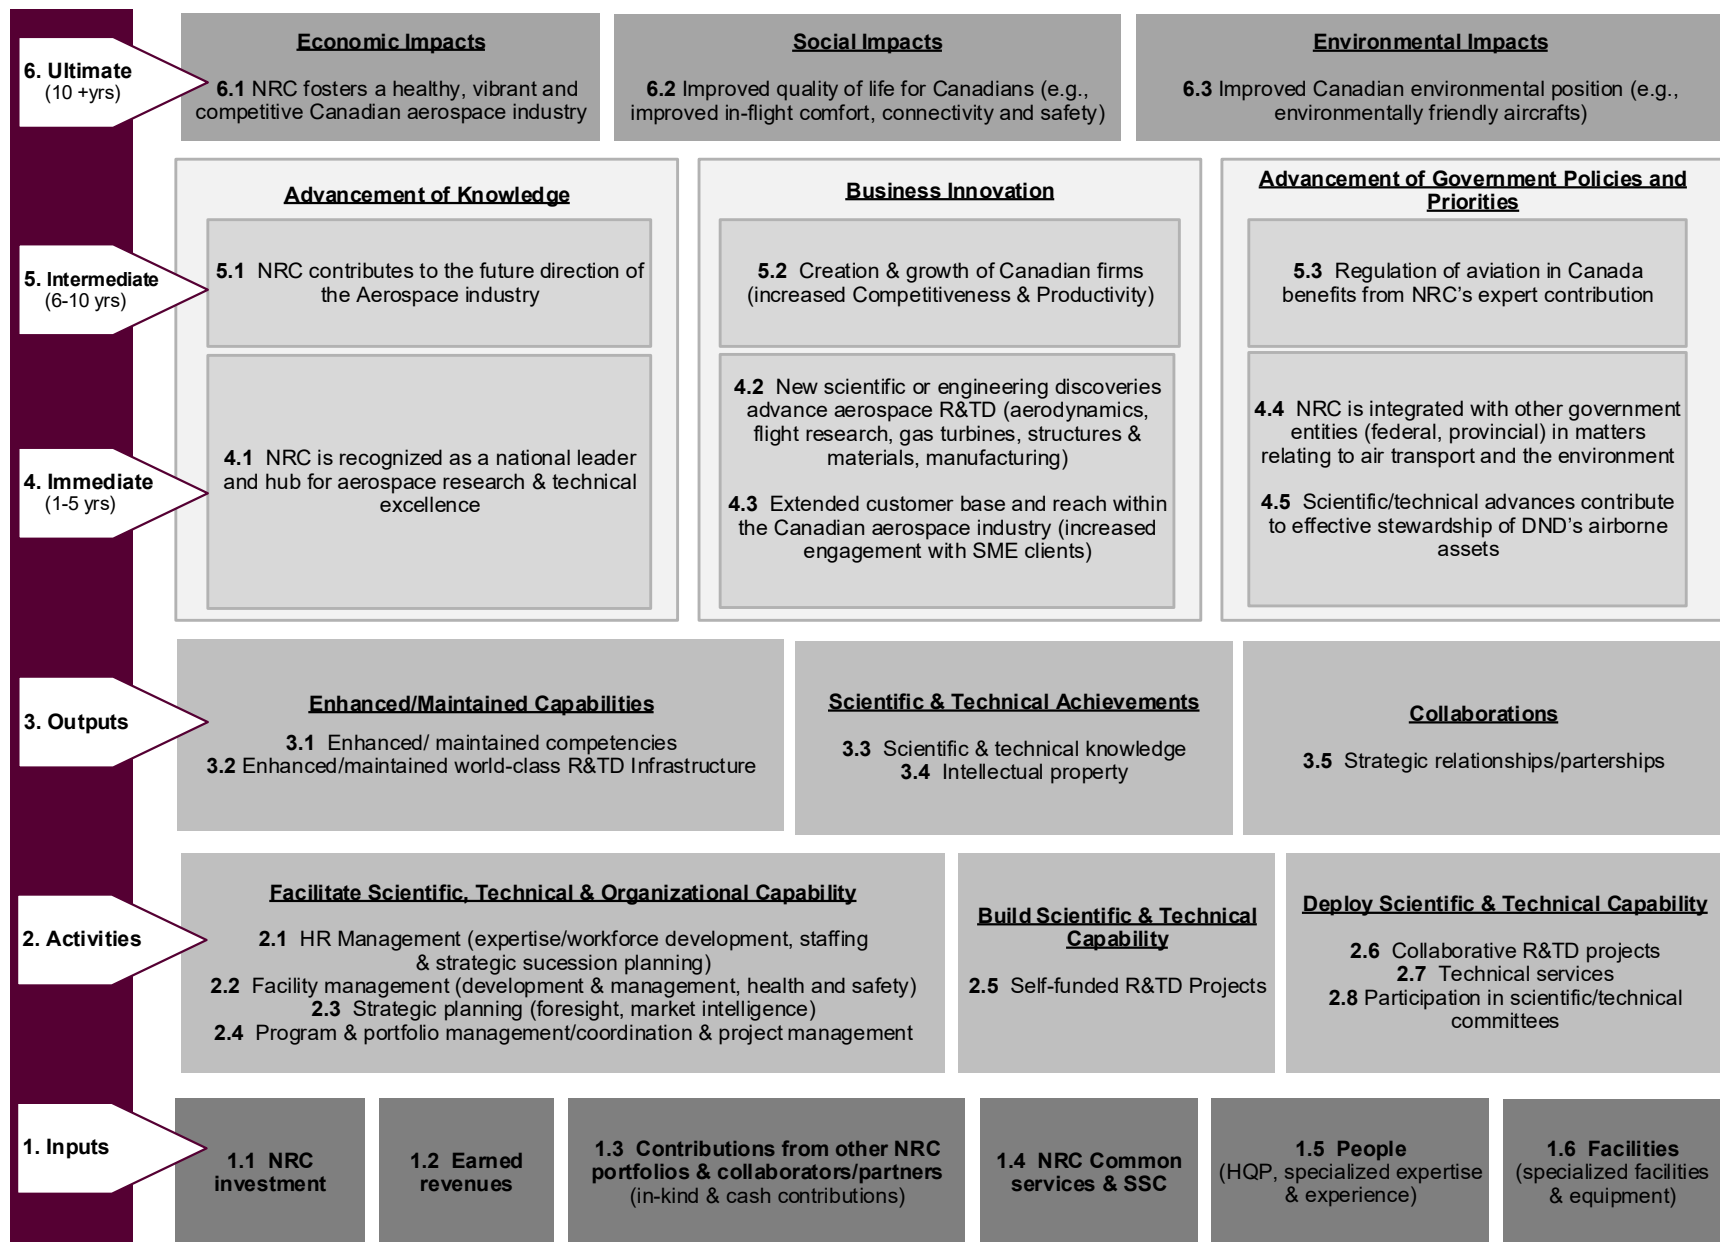 6. Ultimate
(10 +yrs)
Economic Impacts
6.1 NRC fosters a healthy, vibrant and
competitive Canadian aerospace industry
Social Impacts
6.2 Improved quality of life for Canadians (e.g.,
improved in-flight comfort, connectivity and safety)
Environmental Impacts
6.3 Improved Canadian environmental position (e.g.,
environmentally friendly aircrafts)
5. Intermediate
(6-10 yrs)
4. Immediate
(1-5 yrs)
Advancement of Knowledge
5.1 NRC contributes to the future direction of
the Aerospace industry
4.1 NRC is recognized as a national leader
and hub for aerospace research & technical
excellence
Business Innovation
5.2 Creation & growth of Canadian firms
(increased Competitiveness & Productivity)
4.2 New scientific or engineering discoveries
advance aerospace R&TD (aerodynamics,
flight research, gas turbines, structures &
materials, manufacturing)
4.3 Extended customer base and reach within
the Canadian aerospace industry (increased
engagement with SME clients)
Advancement of Government Policies and
Priorities
5.3 Regulation of aviation in Canada
benefits from NRC's expert contribution
4.4 NRC is integrated with other government
entities (federal, provincial) in matters
relating to air transport and the environment
4.5 Scientific/technical advances contribute
to effective stewardship of DND's airborne
assets
3. Outputs
Enhanced/Maintained Capabilities
3.1 Enhanced/ maintained competencies
3.2 Enhanced/maintained world-class R&TD Infrastructure
Scientific & Technical Achievements
3.3 Scientific & technical knowledge
3.4 Intellectual property
Collaborations
3.5 Strategic relationships/parterships
2. Activities
Facilitate Scientific, Technical & Organizational Capability
2.1 HR Management (expertise/workforce development, staffing
& strategic sucession planning)
2.2 Facility management (development & management, health and safety)
2.3 Strategic planning (foresight, market intelligence)
2.4 Program & portfolio management/coordination & project management
Build Scientific & Technical
Capability
2.5 Self-funded R&TD Projects
Deploy Scientific & Technical Capability
2.6 Collaborative R&TD projects
2.7 Technical services
2.8 Participation in scientific/technical
committees
1. Inputs
1.1 NRC
investment
1.2 Earned
revenues
1.3 Contributions from other NRC
portfolios & collaborators/partners
(in-kind & cash contributions)
1.4 NRC Common
services & SSC
1.5 People
(HQP, specialized expertise
& experience)
1.6 Facilities
(specialized facilities
& equipment)